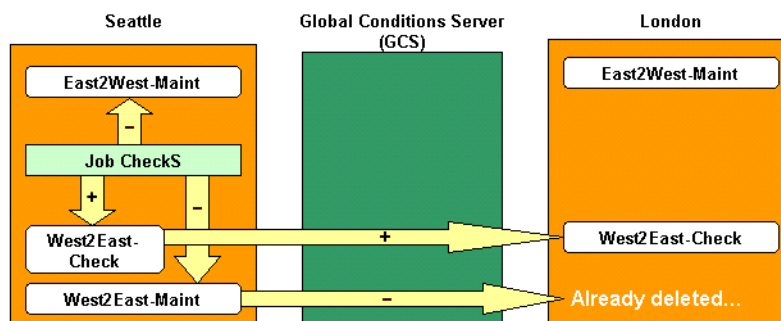 Seattle
Global Conditions Server
(GCS)
London
East2West-Maint
East2West-Maint
–
Job CheckS
+
–
West2East-
Check
+
West2East-Check
West2East-Maint
–
Already deleted...